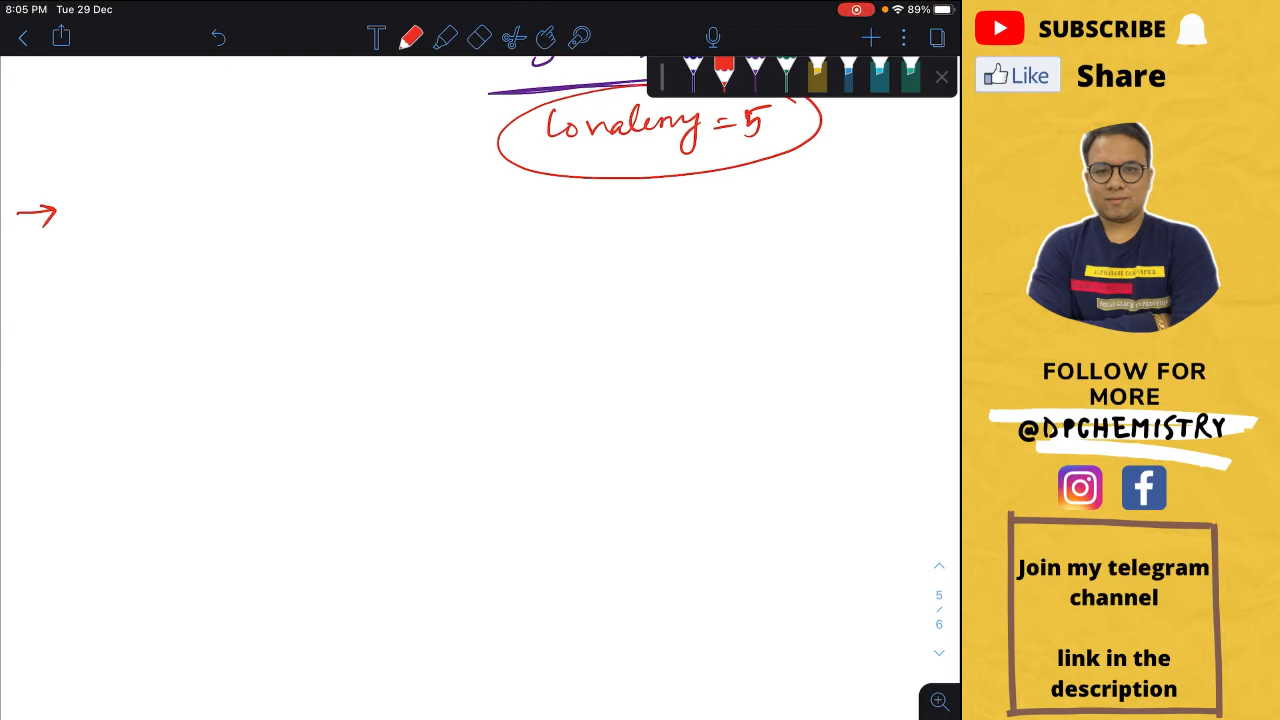 8:05 PM Tue 29 Dec
89%
T
Covalency = 5
→
5
/
6
SUBSCRIBE
Like Share
ALPHABADE
FOLLOW FOR
MORE
@DPCHEMISTRY
f
Join my telegram
channel
link in the
description